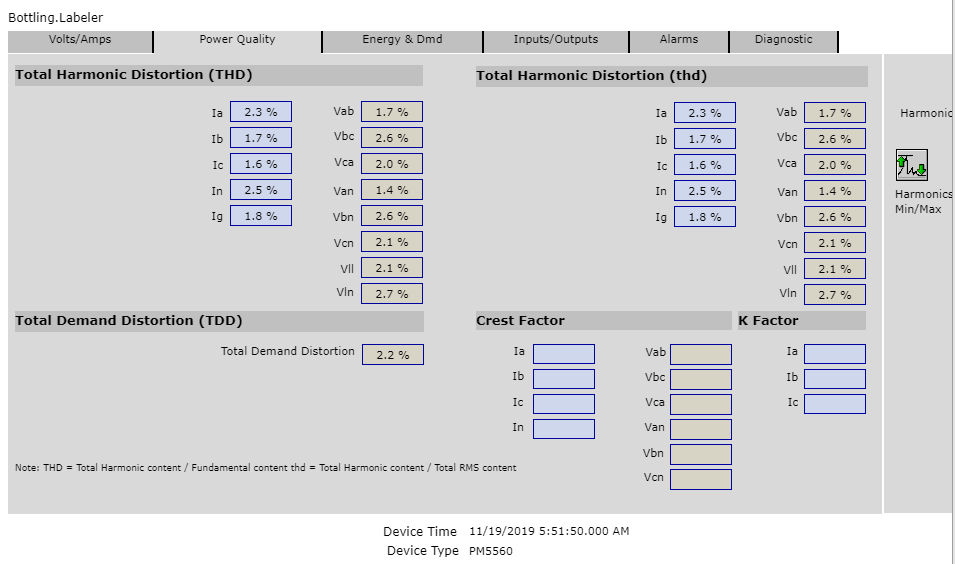 Bottling.Labeler
Volts/Amps Power Quality Energy & Dmd Inputs/Outputs Alarms Diagnostic
Total Harmonic Distortion (THD)
Ia 2.3 % Vab 1.7 %
Ib 1.7 % Vbc 2.6 %
Ic 1.6 % Vca 2.0 %
In 2.5 % Van 1.4 %
Ig 1.8 % Vbn 2.6 %
Vcn 2.1 %
Vll 2.1 %
Vln 2.7 %
Total Harmonic Distortion (thd)
Ia 2.3 % Vab 1.7 %
Ib 1.7 % Vbc 2.6 %
Ic 1.6 % Vca 2.0 %
In 2.5 % Van 1.4 %
Ig 1.8 % Vbn 2.6 %
Vcn 2.1 %
Vll 2.1 %
Vln 2.7 %
Harmonic
Harmonics
Min/Max
Total Demand Distortion (TDD)
Total Demand Distortion 2.2 %
Crest Factor
Ia Vab
Ib Vbc
Ic Vca
In Van
Vbn
Vcn
K Factor
Ia
Ib
Ic
Note: THD = Total Harmonic content / Fundamental content thd = Total Harmonic content / Total RMS content
Device Time 11/19/2019 5:51:50.000 AM
Device Type PM5560